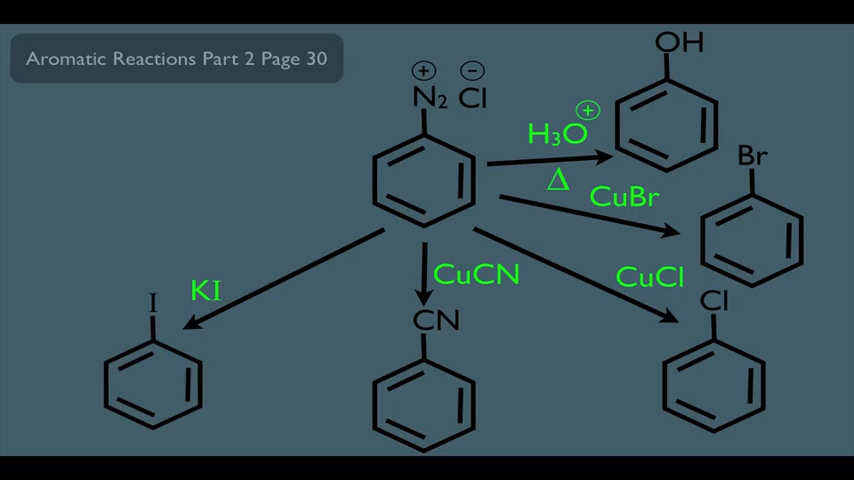 Aromatic Reactions Part 2 Page 30
OH
+ −
N₂ Cl
H₃O+
Δ
Br
CuBr
CuCN
CuCl
KI
I
CN
Cl